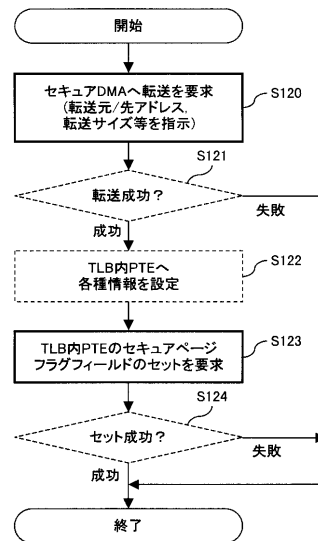 開始
セキュアDMAへ転送を要求
(転送元/先アドレス,
転送サイズ等を指示)
S120
S121
転送成功?
失敗
成功
S122
TLB内PTEへ
各種情報を設定
TLB内PTEのセキュアページ
フラグフィールドのセットを要求
S123
S124
セット成功?
失敗
成功
終了